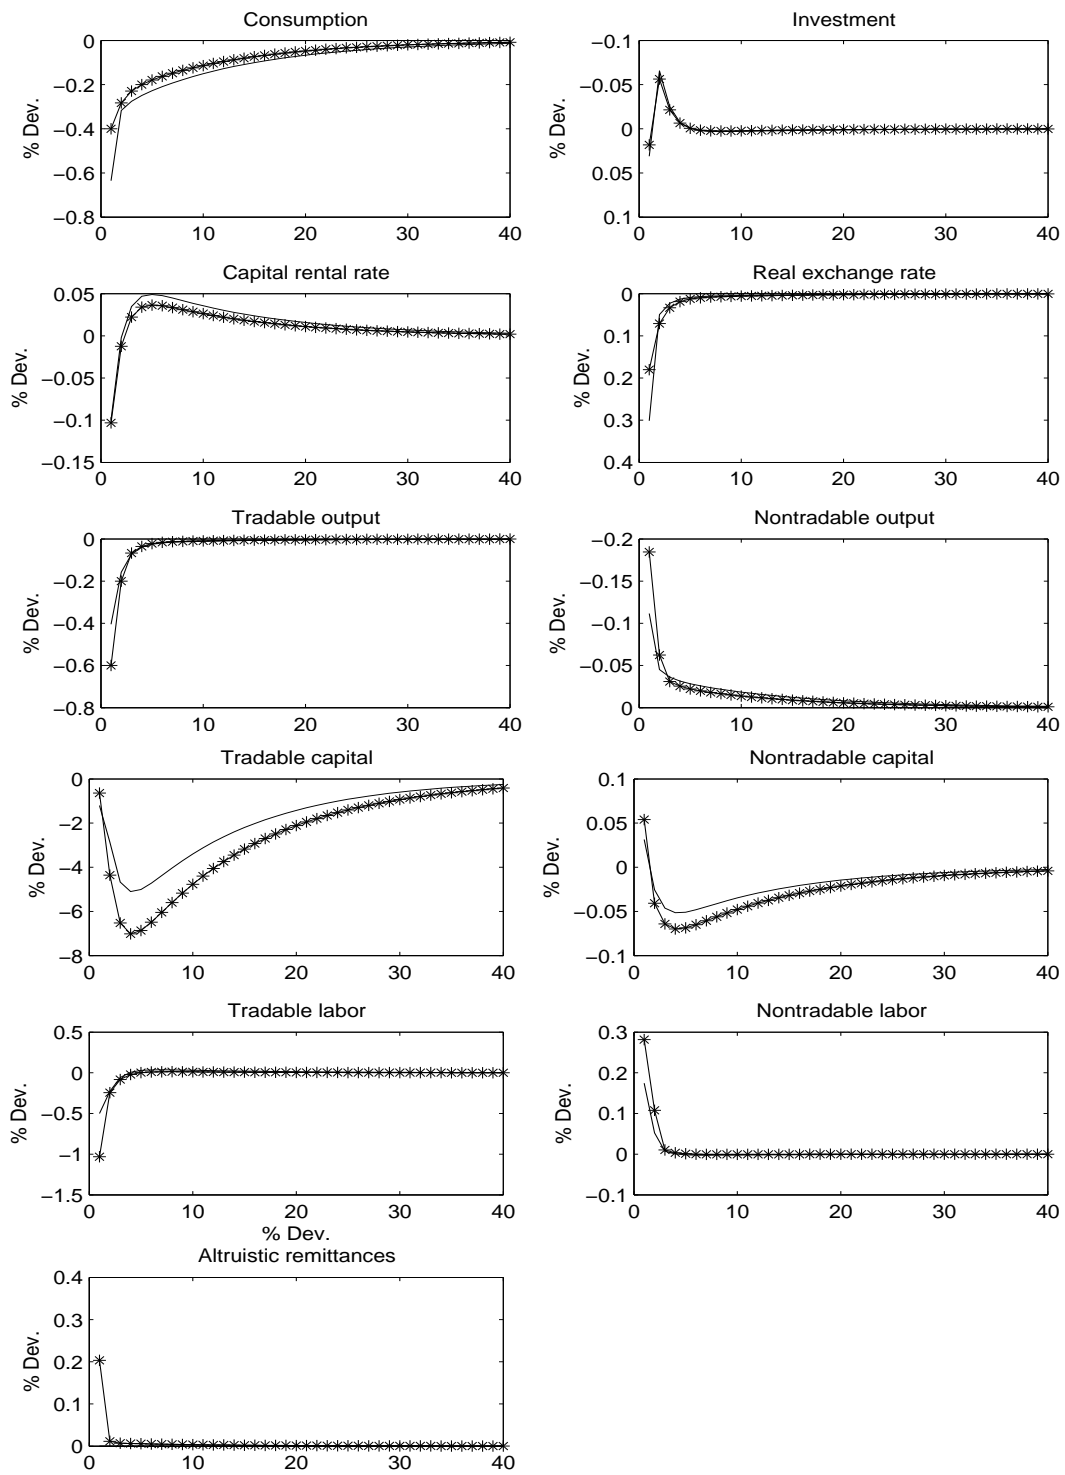 Consumption
0
−0.2
−0.4
−0.6
−0.8
% Dev.
0 10 20 30 40
Investment
−0.1
−0.05
0
0.05
0.1
% Dev.
0 10 20 30 40
Capital rental rate
0.05
0
−0.05
−0.1
−0.15
% Dev.
0 10 20 30 40
Real exchange rate
0
0.1
0.2
0.3
0.4
% Dev.
0 10 20 30 40
Tradable output
0
−0.2
−0.4
−0.6
−0.8
% Dev.
0 10 20 30 40
Nontradable output
−0.2
−0.15
−0.1
−0.05
0
% Dev.
0 10 20 30 40
Tradable capital
0
−2
−4
−6
−8
% Dev.
0 10 20 30 40
Nontradable capital
0.1
0.05
0
−0.05
−0.1
% Dev.
0 10 20 30 40
Tradable labor
0.5
0
−0.5
−1
−1.5
% Dev.
0 10 20 30 40
% Dev.
Nontradable labor
0.3
0.2
0.1
0
−0.1
% Dev.
0 10 20 30 40
Altruistic remittances
0.4
0.3
0.2
0.1
0
% Dev.
0 10 20 30 40